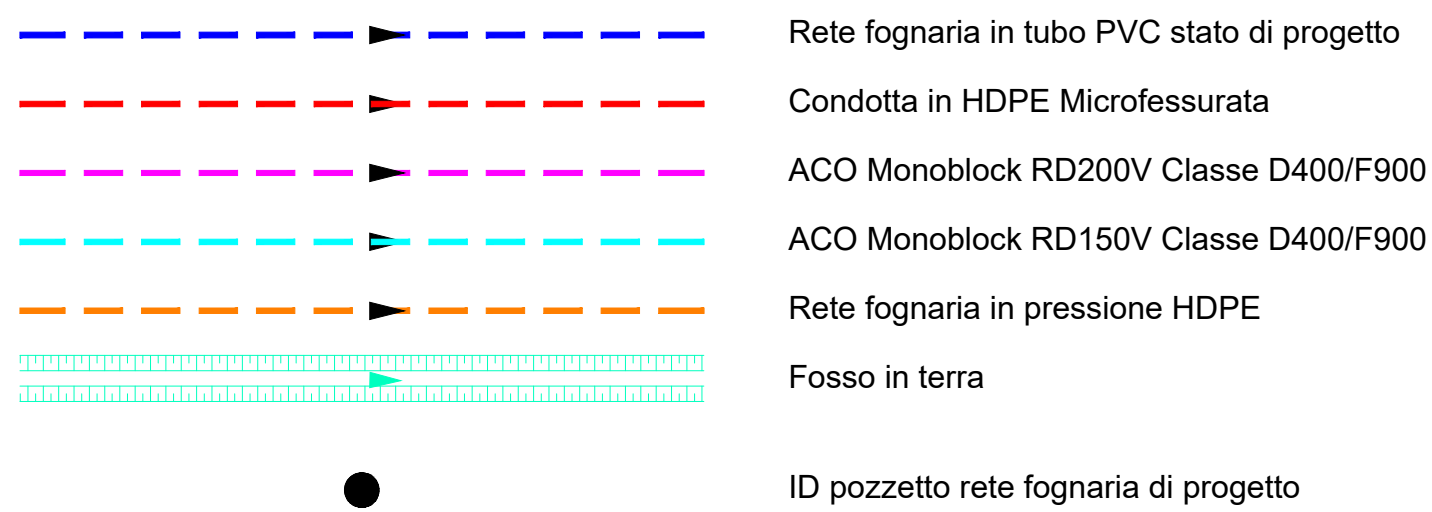 Rete fognaria in tubo PVC stato di progetto
Condotta in HDPE Microfessurata
ACO Monoblock RD200V Classe D400/F900
ACO Monoblock RD150V Classe D400/F900
Rete fognaria in pressione HDPE
Fosso in terra
ID pozzetto rete fognaria di progetto